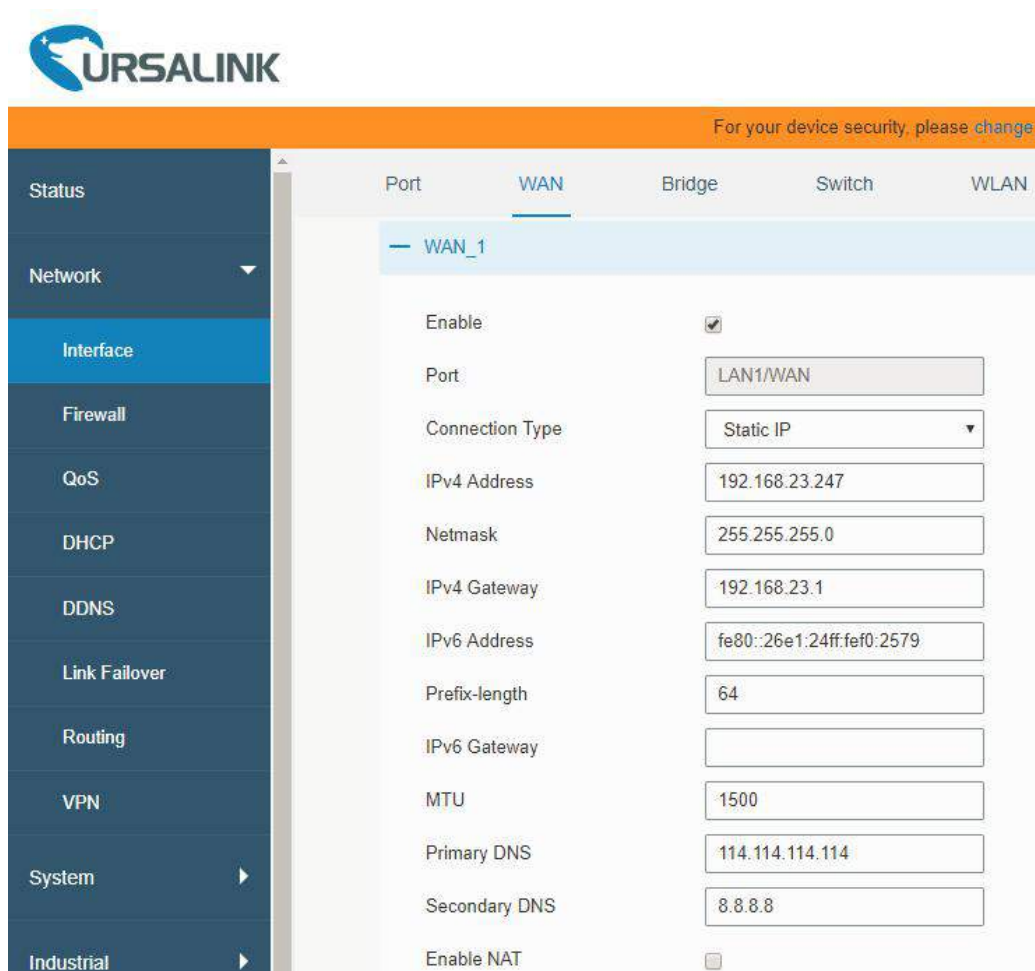 URSALINK
For your device security, please change
Status
Network
Interface
Firewall
QoS
DHCP
DDNS
Link Failover
Routing
VPN
System
Industrial
Port WAN Bridge Switch WLAN
WAN_1
Enable
Port LAN1/WAN
Connection Type Static IP
IPv4 Address 192.168.23.247
Netmask 255.255.255.0
IPv4 Gateway 192.168.23.1
IPv6 Address fe80::26e1:24ff:fef0:2579
Prefix-length 64
IPv6 Gateway
MTU 1500
Primary DNS 114.114.114.114
Secondary DNS 8.8.8.8
Enable NAT